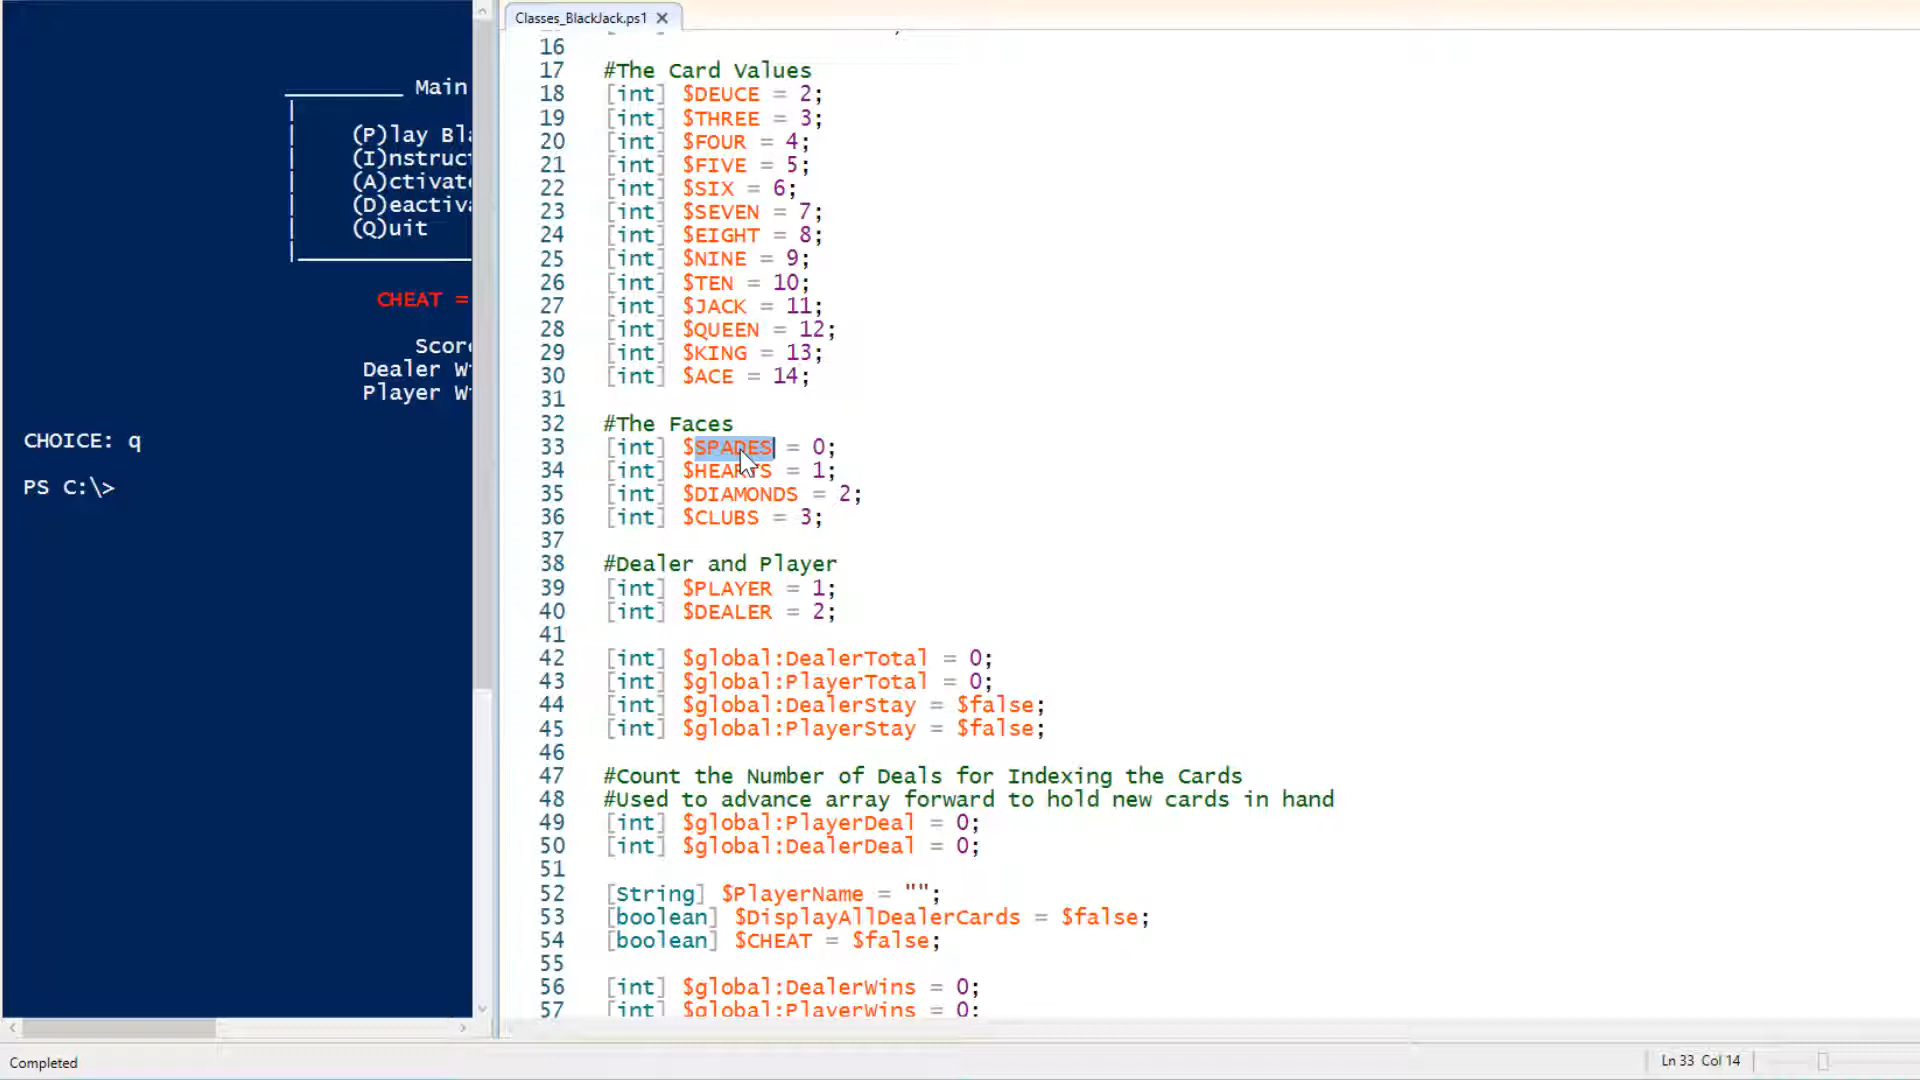 Classes_BlackJack.ps1
Main
(P)lay Bla
(I)nstruc
(A)ctivat
(D)eactiv
(Q)uit
CHEAT =
Score
Dealer W
Player W
CHOICE: q
PS C:\>
16
17 #The Card Values
18 [int] $DEUCE = 2;
19 [int] $THREE = 3;
20 [int] $FOUR = 4;
21 [int] $FIVE = 5;
22 [int] $SIX = 6;
23 [int] $SEVEN = 7;
24 [int] $EIGHT = 8;
25 [int] $NINE = 9;
26 [int] $TEN = 10;
27 [int] $JACK = 11;
28 [int] $QUEEN = 12;
29 [int] $KING = 13;
30 [int] $ACE = 14;
31
32 #The Faces
33 [int] $SPADES = 0;
34 [int] $HEARTS = 1;
35 [int] $DIAMONDS = 2;
36 [int] $CLUBS = 3;
37
38 #Dealer and Player
39 [int] $PLAYER = 1;
40 [int] $DEALER = 2;
41
42 [int] $global:DealerTotal = 0;
43 [int] $global:PlayerTotal = 0;
44 [int] $global:DealerStay = $false;
45 [int] $global:PlayerStay = $false;
46
47 #Count the Number of Deals for Indexing the Cards
48 #Used to advance array forward to hold new cards in hand
49 [int] $global:PlayerDeal = 0;
50 [int] $global:DealerDeal = 0;
51
52 [String] $PlayerName = "";
53 [boolean] $DisplayAllDealerCards = $false;
54 [boolean] $CHEAT = $false;
55
56 [int] $global:DealerWins = 0;
57 [int] $global:PlayerWins = 0;
Completed
Ln 33 Col 14